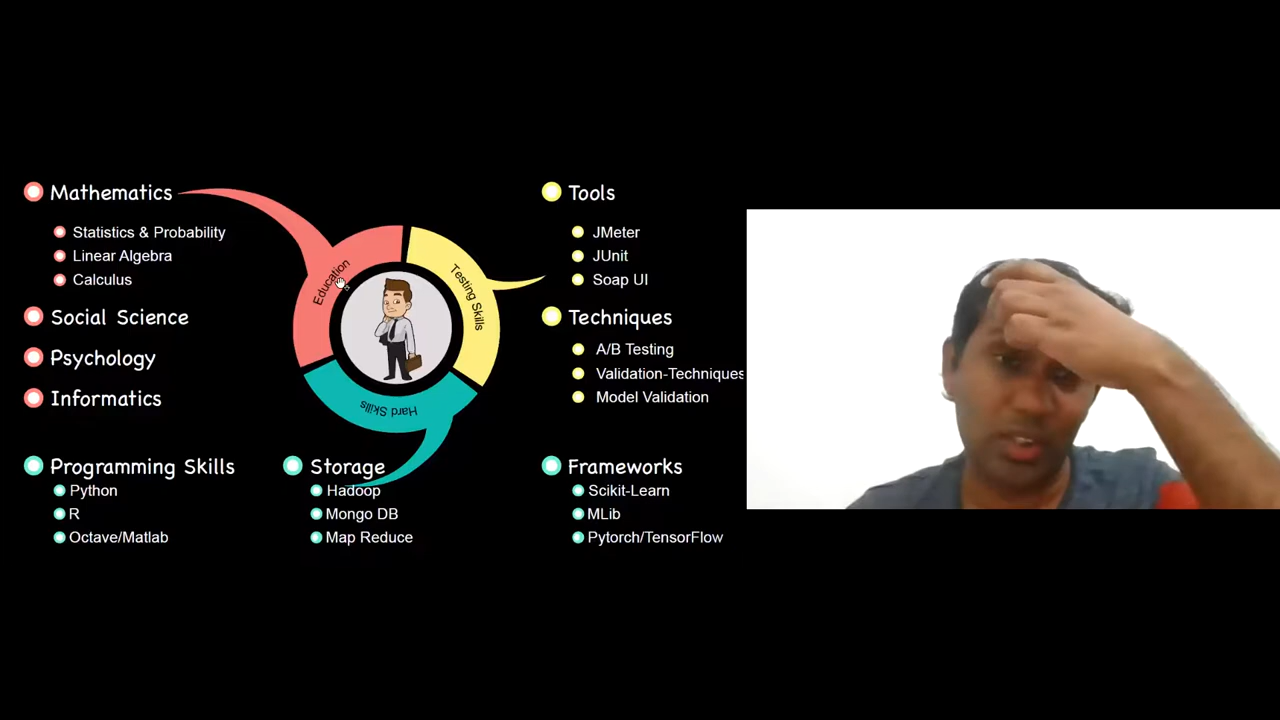 Mathematics
Statistics & Probability
Linear Algebra
Calculus
Social Science
Psychology
Informatics
Education
Testing Skills
Hard Skills
Tools
JMeter
JUnit
Soap UI
Techniques
A/B Testing
Validation-Techniques
Model Validation
Programming Skills
Python
R
Octave/Matlab
Storage
Hadoop
Mongo DB
Map Reduce
Frameworks
Scikit-Learn
MLib
Pytorch/TensorFlow